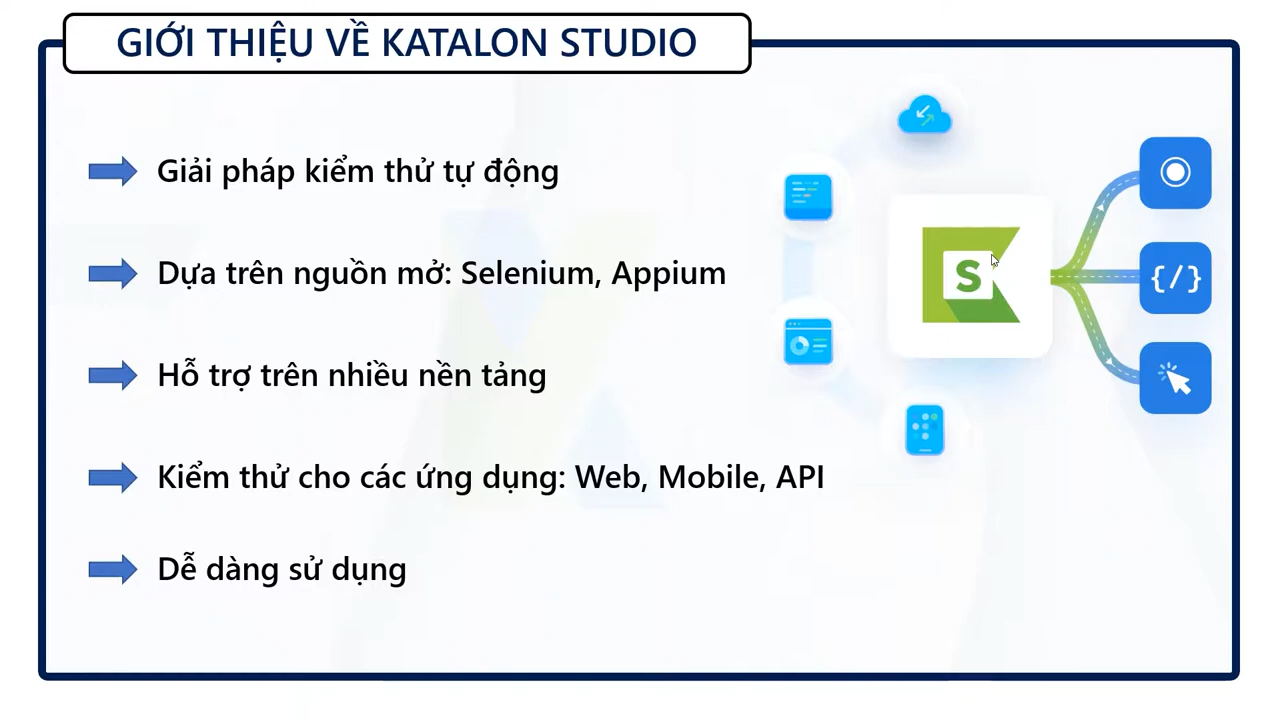 GIỚI THIỆU VỀ KATALON STUDIO
Giải pháp kiểm thử tự động
Dựa trên nguồn mở: Selenium, Appium
Hỗ trợ trên nhiều nền tảng
Kiểm thử cho các ứng dụng: Web, Mobile, API
Dễ dàng sử dụng
S
{/}